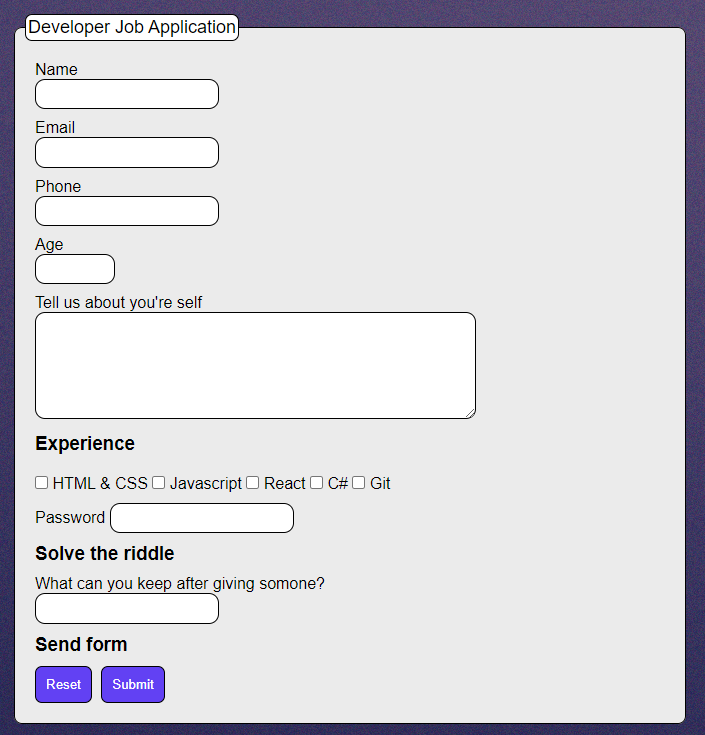 Developer Job Application
Name
Email
Phone
Age
Tell us about you're self
Experience
HTML & CSS Javascript React C# Git
Password
Solve the riddle
What can you keep after giving somone?
Send form
Reset Submit